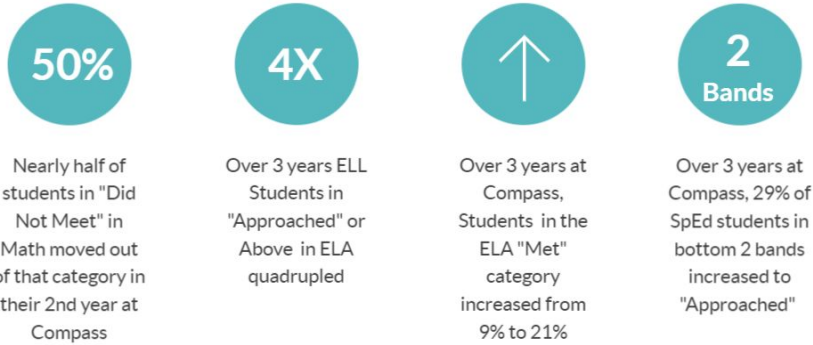 50%
Nearly half of
students in "Did
Not Meet" in
Math moved out
of that category in
their 2nd year at
Compass
4X
Over 3 years ELL
Students in
"Approached" or
Above in ELA
quadrupled
Over 3 years at
Compass,
Students in the
ELA "Met"
category
increased from
9% to 21%
2
Bands
Over 3 years at
Compass, 29% of
SpEd students in
bottom 2 bands
increased to
"Approached"